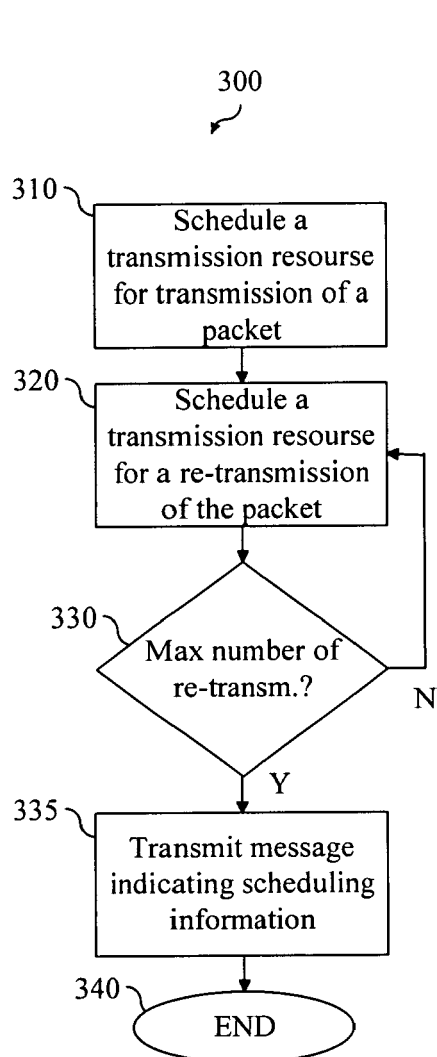 300
310
Schedule a
transmission resourse
for transmission of a
packet
320
Schedule a
transmission resourse
for a re-transmission
of the packet
330
Max number of
re-transm.?
N
Y
335
Transmit message
indicating scheduling
information
340
END